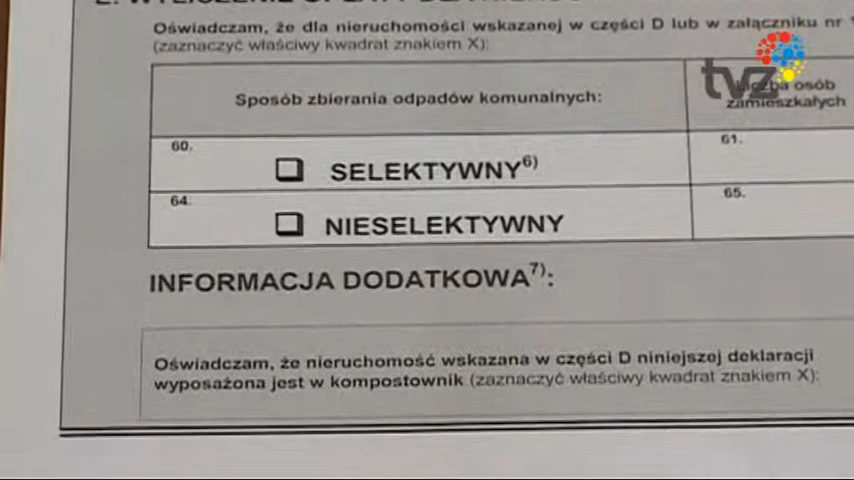 Oświadczam, że dla nieruchomości wskazanej w części D lub w załączniku nr
(zaznaczyć właściwy kwadrat znakiem X):
tvz
Sposób zbierania odpadów komunalnych:
Liczba osób
zamieszkałych
60.
SELEKTYWNY6)
61.
64.
NIESELEKTYWNY
65.
INFORMACJA DODATKOWA7):
Oświadczam, że nieruchomość wskazana w części D niniejszej deklaracji
wyposażona jest w kompostownik (zaznaczyć właściwy kwadrat znakiem X):